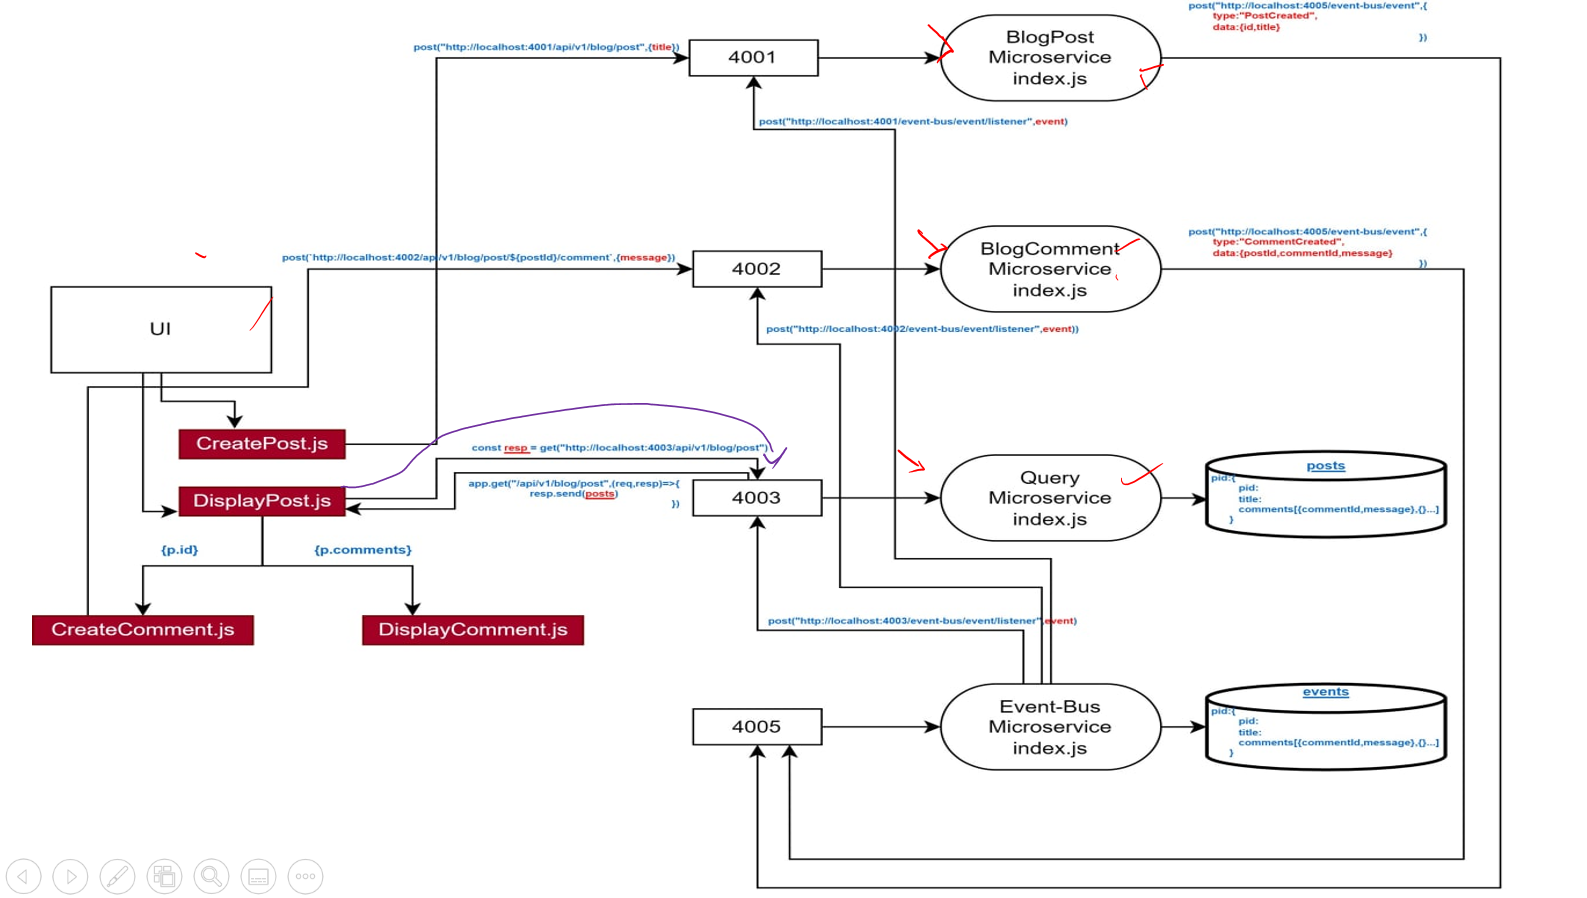 post("http://localhost:4005/event-bus/event",{
type:"PostCreated",
data:{id,title}
})
post("http://localhost:4001/api/v1/blog/post",{title})
4001
BlogPost
Microservice
index.js
post("http://localhost:4001/event-bus/event/listener",event)
post("http://localhost:4005/event-bus/event",{
type:"CommentCreated",
data:{postId,commentId,message}
})
post(`http://localhost:4002/api/v1/blog/post/${postId}/comment`,{message})
4002
BlogComment
Microservice
index.js
UI
post("http://localhost:4002/event-bus/event/listener",event))
CreatePost.js
const resp = get("http://localhost:4003/api/v1/blog/post")
app.get("/api/v1/blog/post",(req,resp)=>{
resp.send(posts)
})
DisplayPost.js
4003
Query
Microservice
index.js
posts
pid:{
pid:
title:
comments[{commentId,message},{}...]
}
{p.id}
{p.comments}
CreateComment.js
DisplayComment.js
post("http://localhost:4003/event-bus/event/listener",event)
4005
Event-Bus
Microservice
index.js
events
pid:{
pid:
title:
comments[{commentId,message},{}...]
}